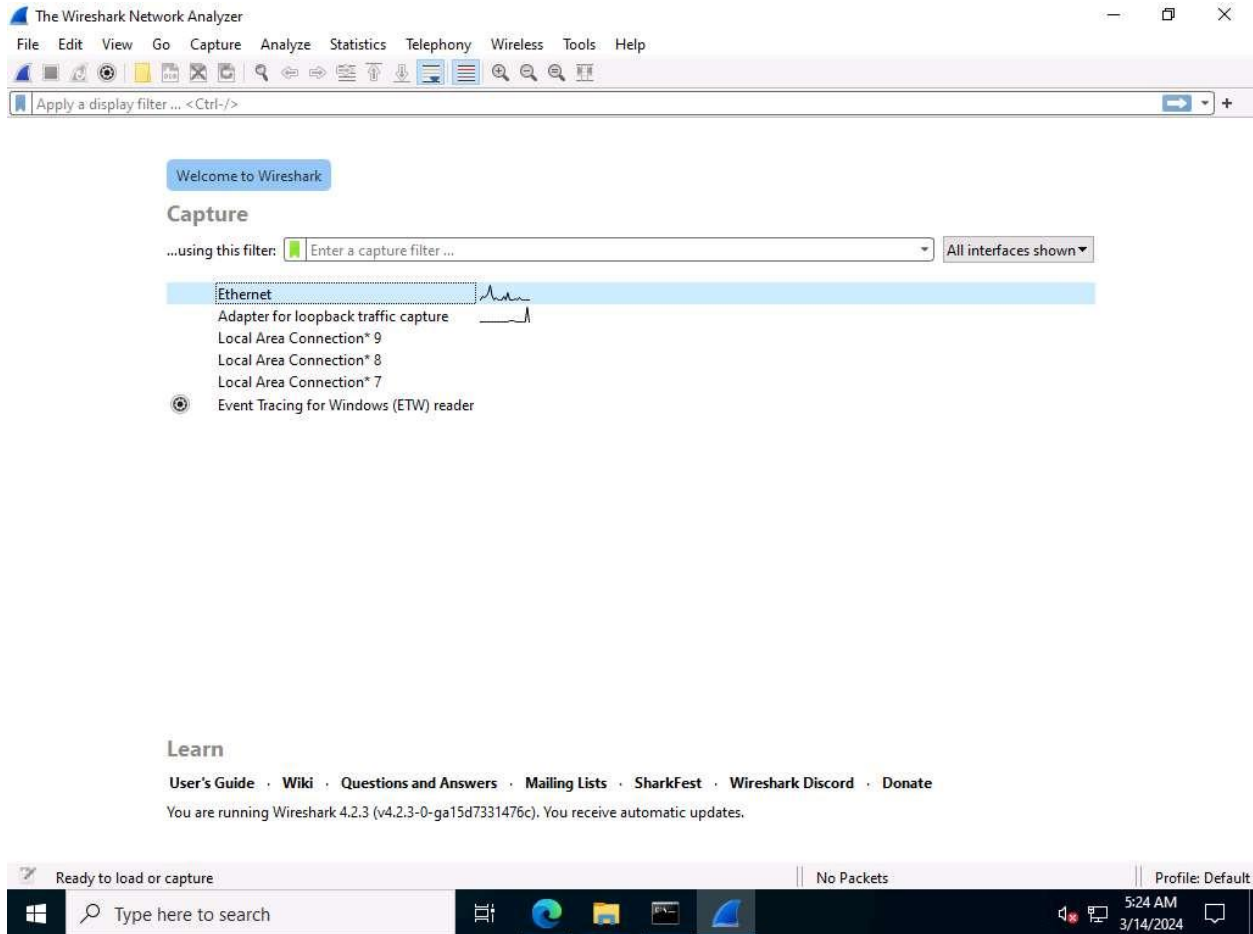 The Wireshark Network Analyzer
File Edit View Go Capture Analyze Statistics Telephony Wireless Tools Help
Apply a display filter ... <Ctrl-/>
Welcome to Wireshark
Capture
...using this filter: Enter a capture filter ... All interfaces shown
Ethernet
Adapter for loopback traffic capture
Local Area Connection* 9
Local Area Connection* 8
Local Area Connection* 7
Event Tracing for Windows (ETW) reader
Learn
User's Guide · Wiki · Questions and Answers · Mailing Lists · SharkFest · Wireshark Discord · Donate
You are running Wireshark 4.2.3 (v4.2.3-0-ga15d7331476c). You receive automatic updates.
Ready to load or capture No Packets Profile: Default
Type here to search
5:24 AM
3/14/2024